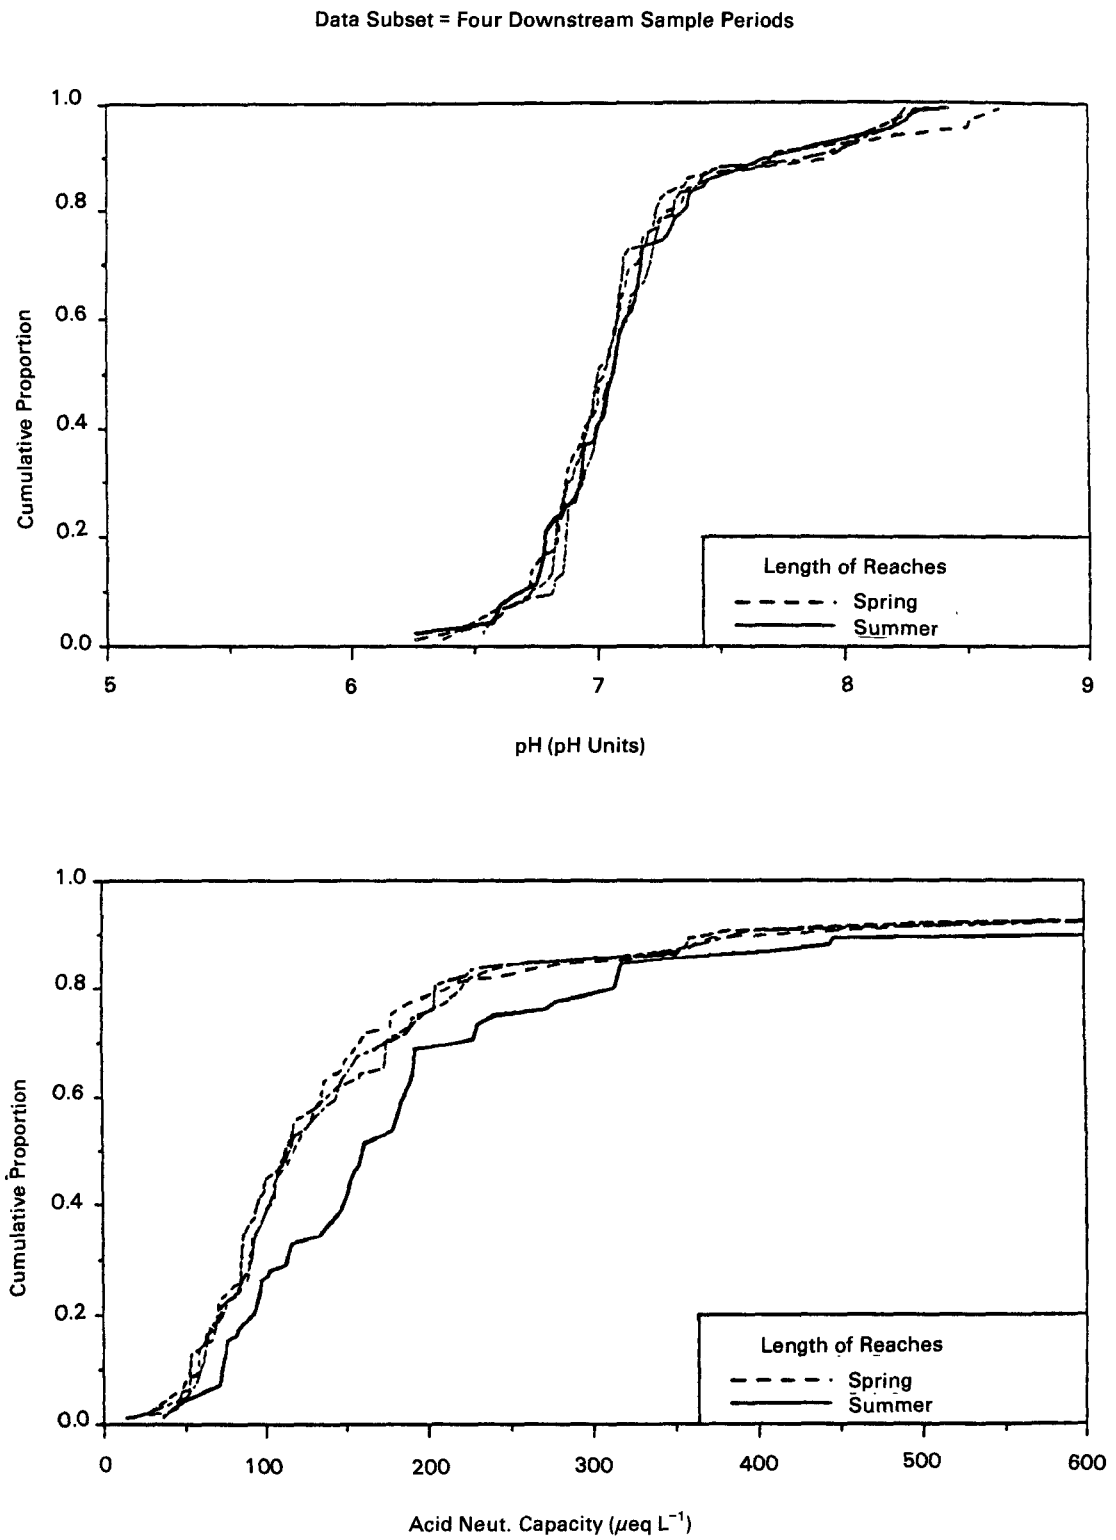 Data Subset = Four Downstream Sample Periods
1.0
0.8
0.6
0.4
0.2
0.0
Cumulative Proportion
Length of Reaches
Spring
Summer
5 6 7 8 9
pH (pH Units)
1.0
0.8
0.6
0.4
0.2
0.0
Cumulative Proportion
Length of Reaches
Spring
Summer
0 100 200 300 400 500 600
Acid Neut. Capacity (μeq L⁻¹)